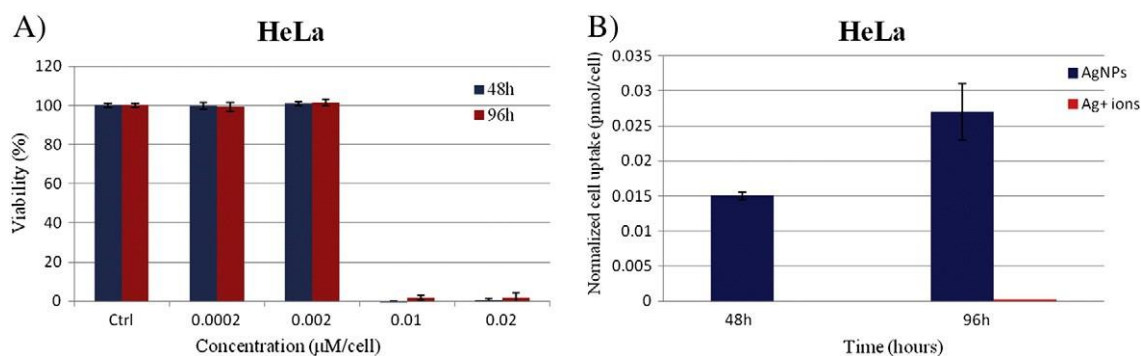 A)
HeLa
Viability (%)
120
100
80
60
40
20
0
48h
96h
Ctrl 0.0002 0.002 0.01 0.02
Concentration (μM/cell)
B)
HeLa
Normalized cell uptake (pmol/cell)
0.035
0.03
0.025
0.02
0.015
0.01
0.005
0
AgNPs
Ag+ ions
48h 96h
Time (hours)